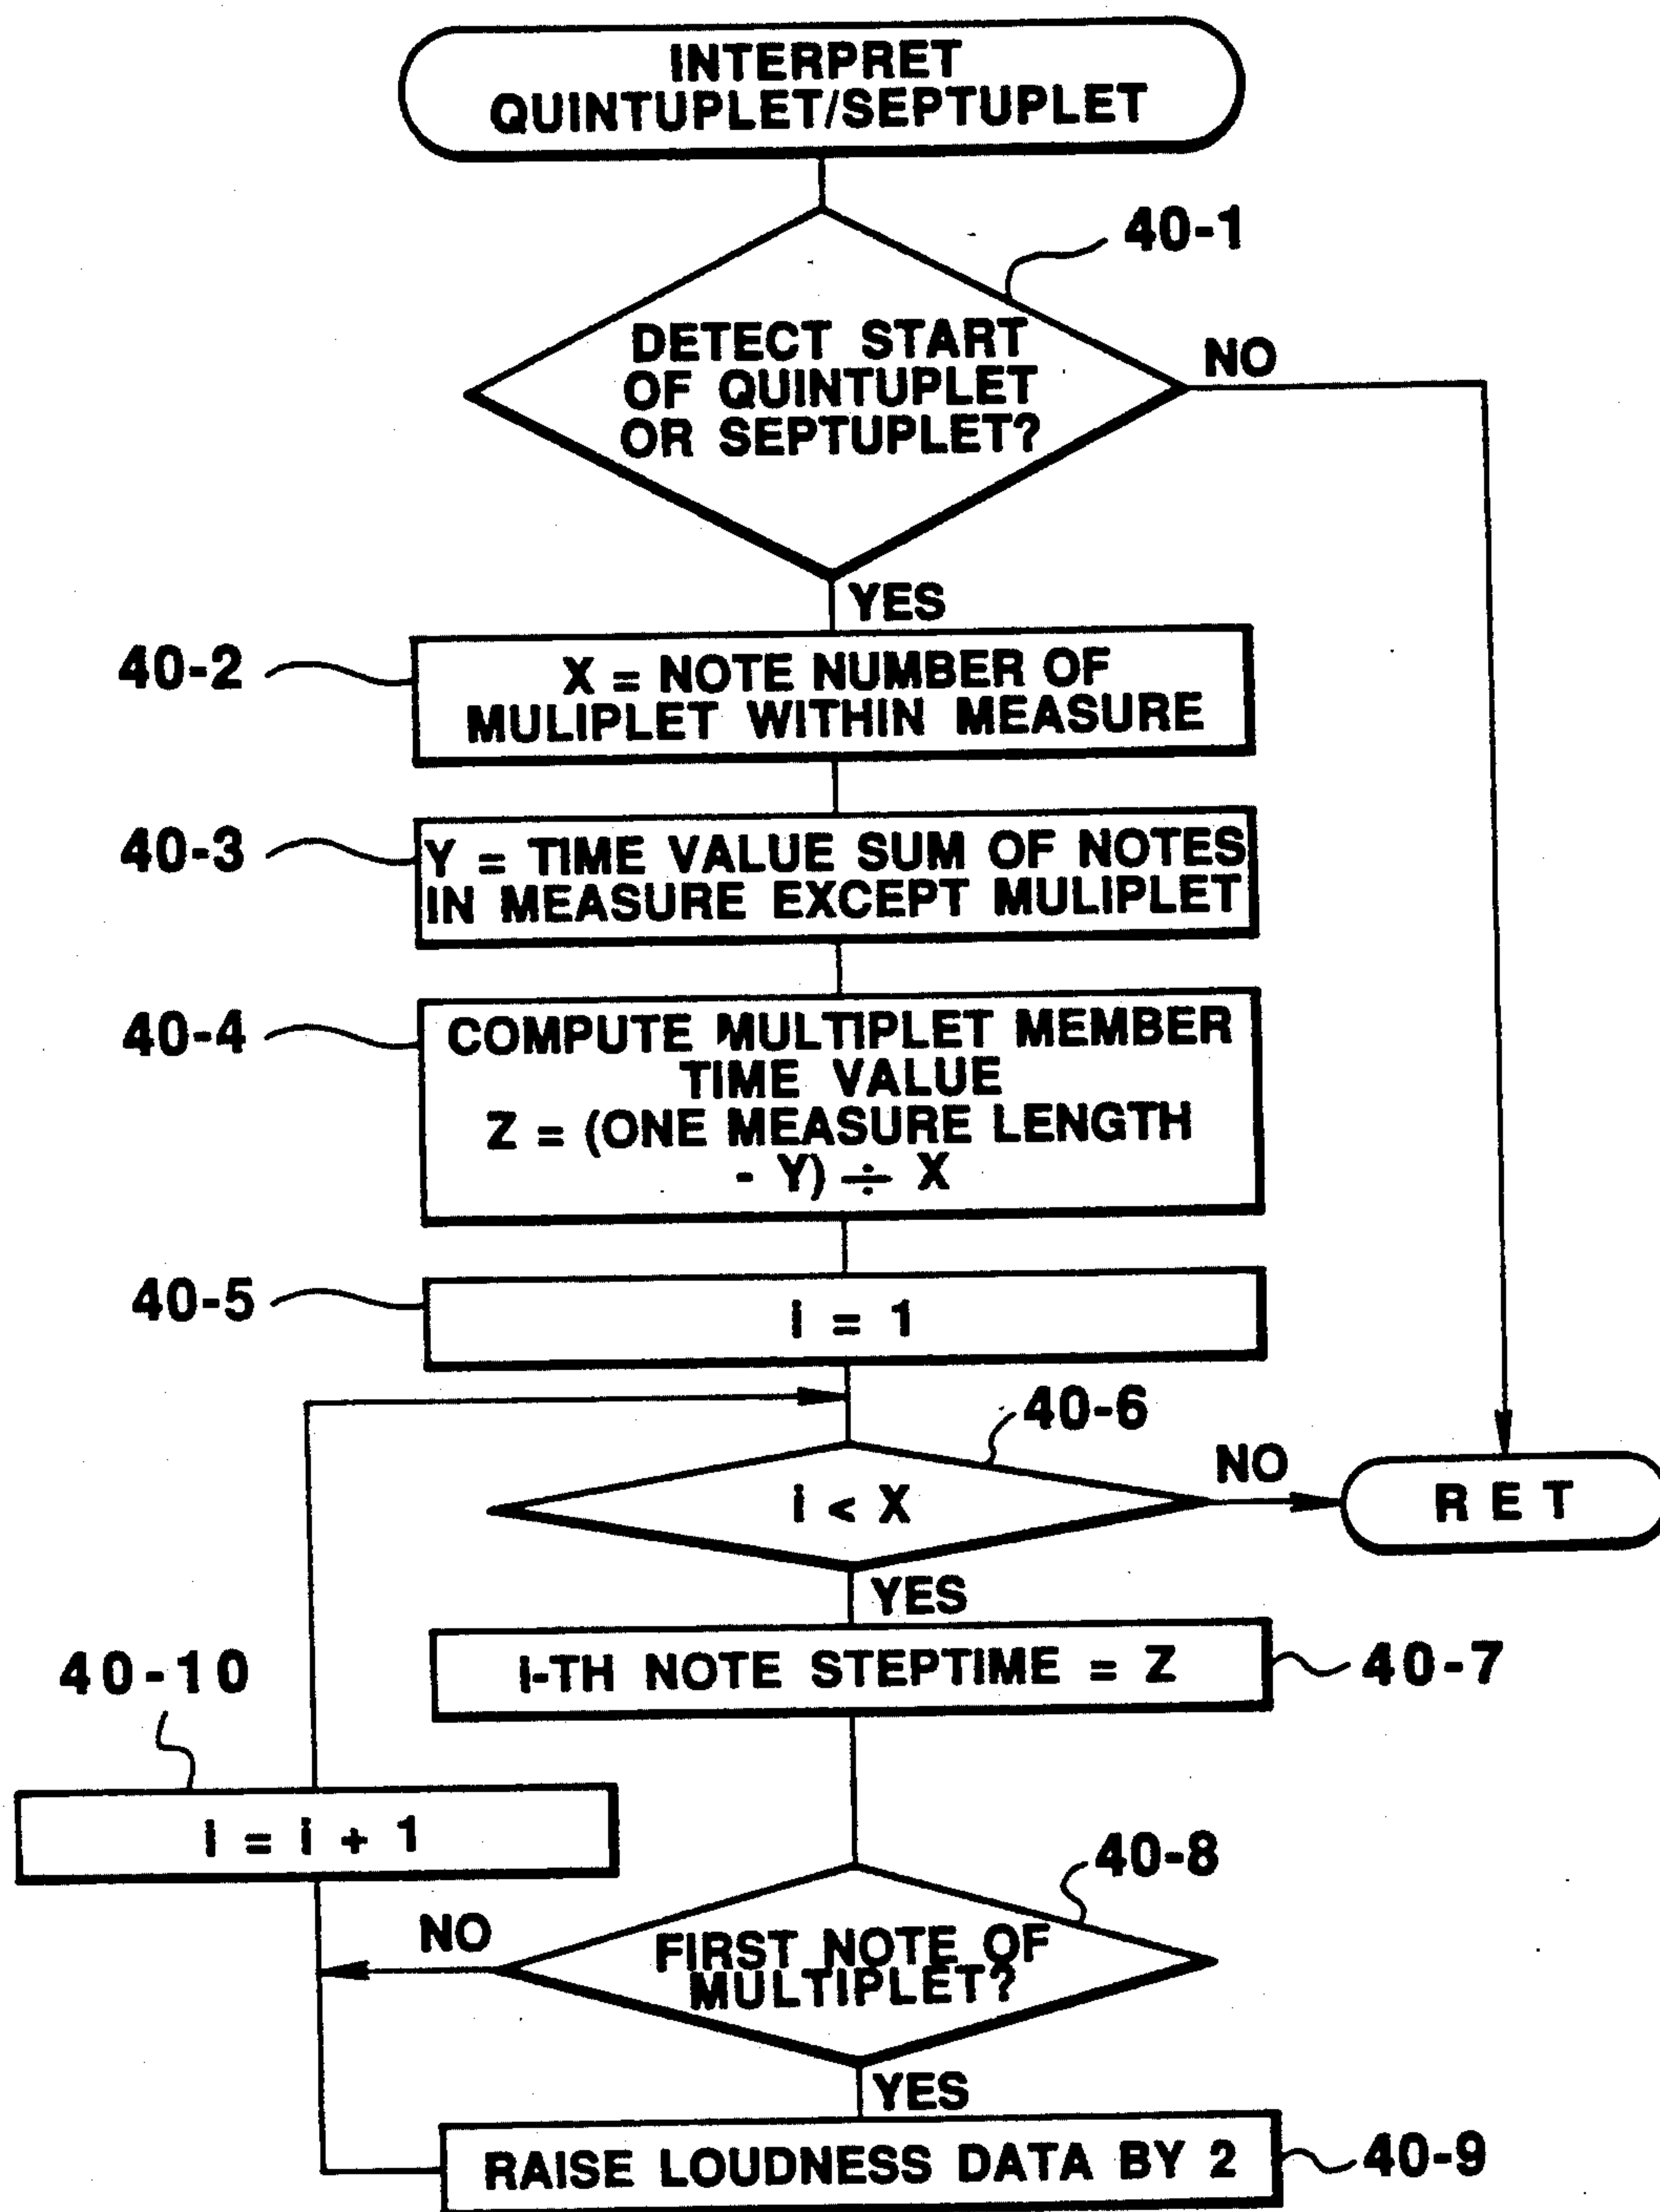 INTERPRET
QUINTUPLET/SEPTUPLET
40-1
DETECT START
OF QUINTUPLET
OR SEPTUPLET?
NO
YES
40-2
X = NOTE NUMBER OF
MULIPLET WITHIN MEASURE
40-3
Y = TIME VALUE SUM OF NOTES
IN MEASURE EXCEPT MULIPLET
40-4
COMPUTE MULTIPLET MEMBER
TIME VALUE
Z = (ONE MEASURE LENGTH
- Y) ÷ X
40-5
i = 1
40-6
i < X
NO
RET
YES
I-TH NOTE STEPTIME = Z
40-7
40-10
i = i + 1
40-8
FIRST NOTE OF
MULTIPLET?
NO
YES
RAISE LOUDNESS DATA BY 2
40-9